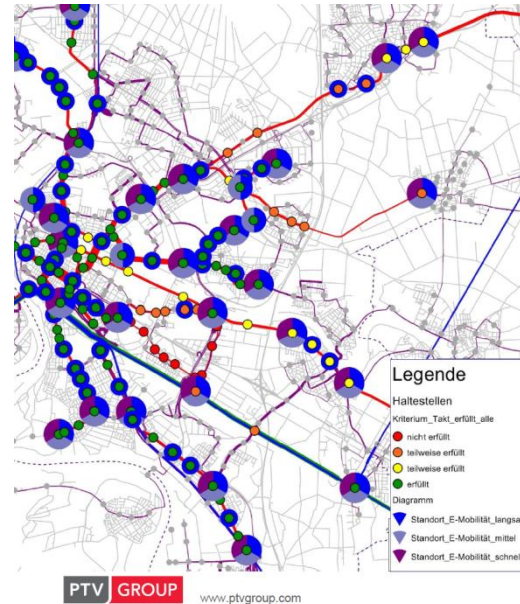 Legende
Haltestellen
Kriterium_Takt_erfüllt_alle
nicht erfüllt
teilweise erfüllt
teilweise erfüllt
erfüllt
Diagramm
Standort_E-Mobilität_langsa
Standort_E-Mobilität_mittel
Standort_E-Mobilität_schnel
PTV GROUP
www.ptvgroup.com